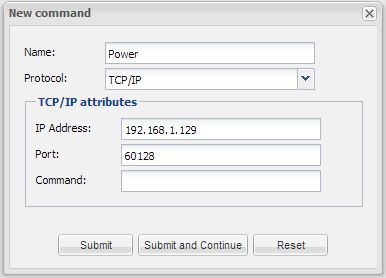 New command
Name: Power
Protocol: TCP/IP
TCP/IP attributes
IP Address: 192.168.1.129
Port: 60128
Command:
Submit Submit and Continue Reset